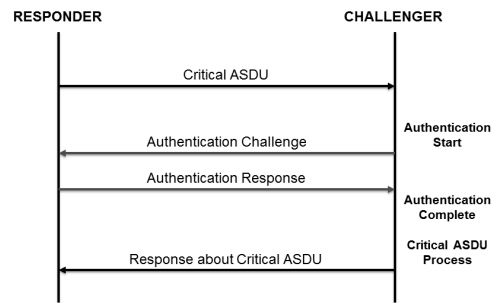 RESPONDER
CHALLENGER
Critical ASDU
Authentication
Start
Authentication Challenge
Authentication Response
Authentication
Complete
Critical ASDU
Process
Response about Critical ASDU